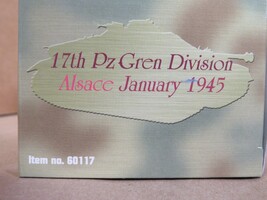 17th Pz Gren Division
Alsace January 1945
Item no. 60117